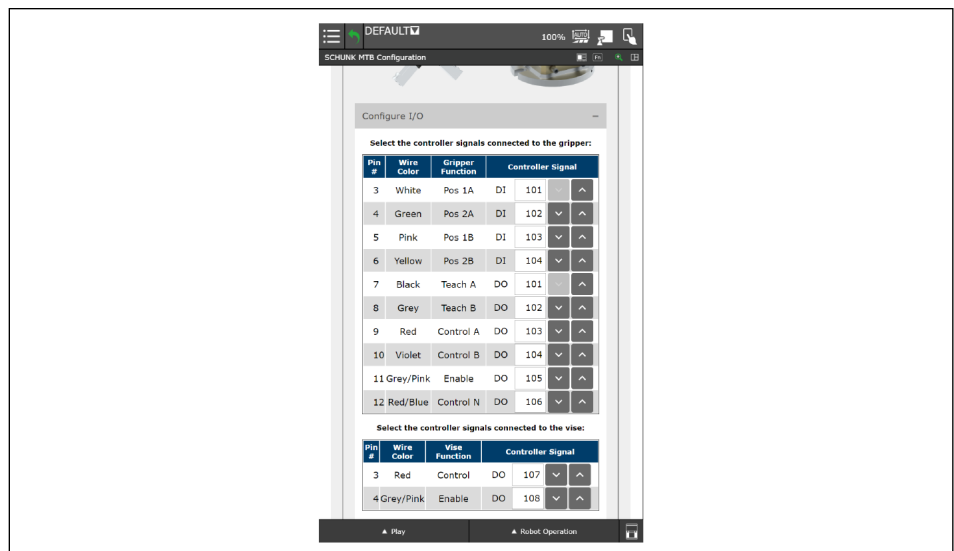 DEFAULT
100% AUTO
SCHUNK MTB Configuration Fn
Configure I/O −
Select the controller signals connected to the gripper:
Pin # Wire Color Gripper Function Controller Signal
3 White Pos 1A DI 101
4 Green Pos 2A DI 102
5 Pink Pos 1B DI 103
6 Yellow Pos 2B DI 104
7 Black Teach A DO 101
8 Grey Teach B DO 102
9 Red Control A DO 103
10 Violet Control B DO 104
11 Grey/Pink Enable DO 105
12 Red/Blue Control N DO 106
Select the controller signals connected to the vise:
Pin # Wire Color Vise Function Controller Signal
3 Red Control DO 107
4 Grey/Pink Enable DO 108
▲ Play ▲ Robot Operation